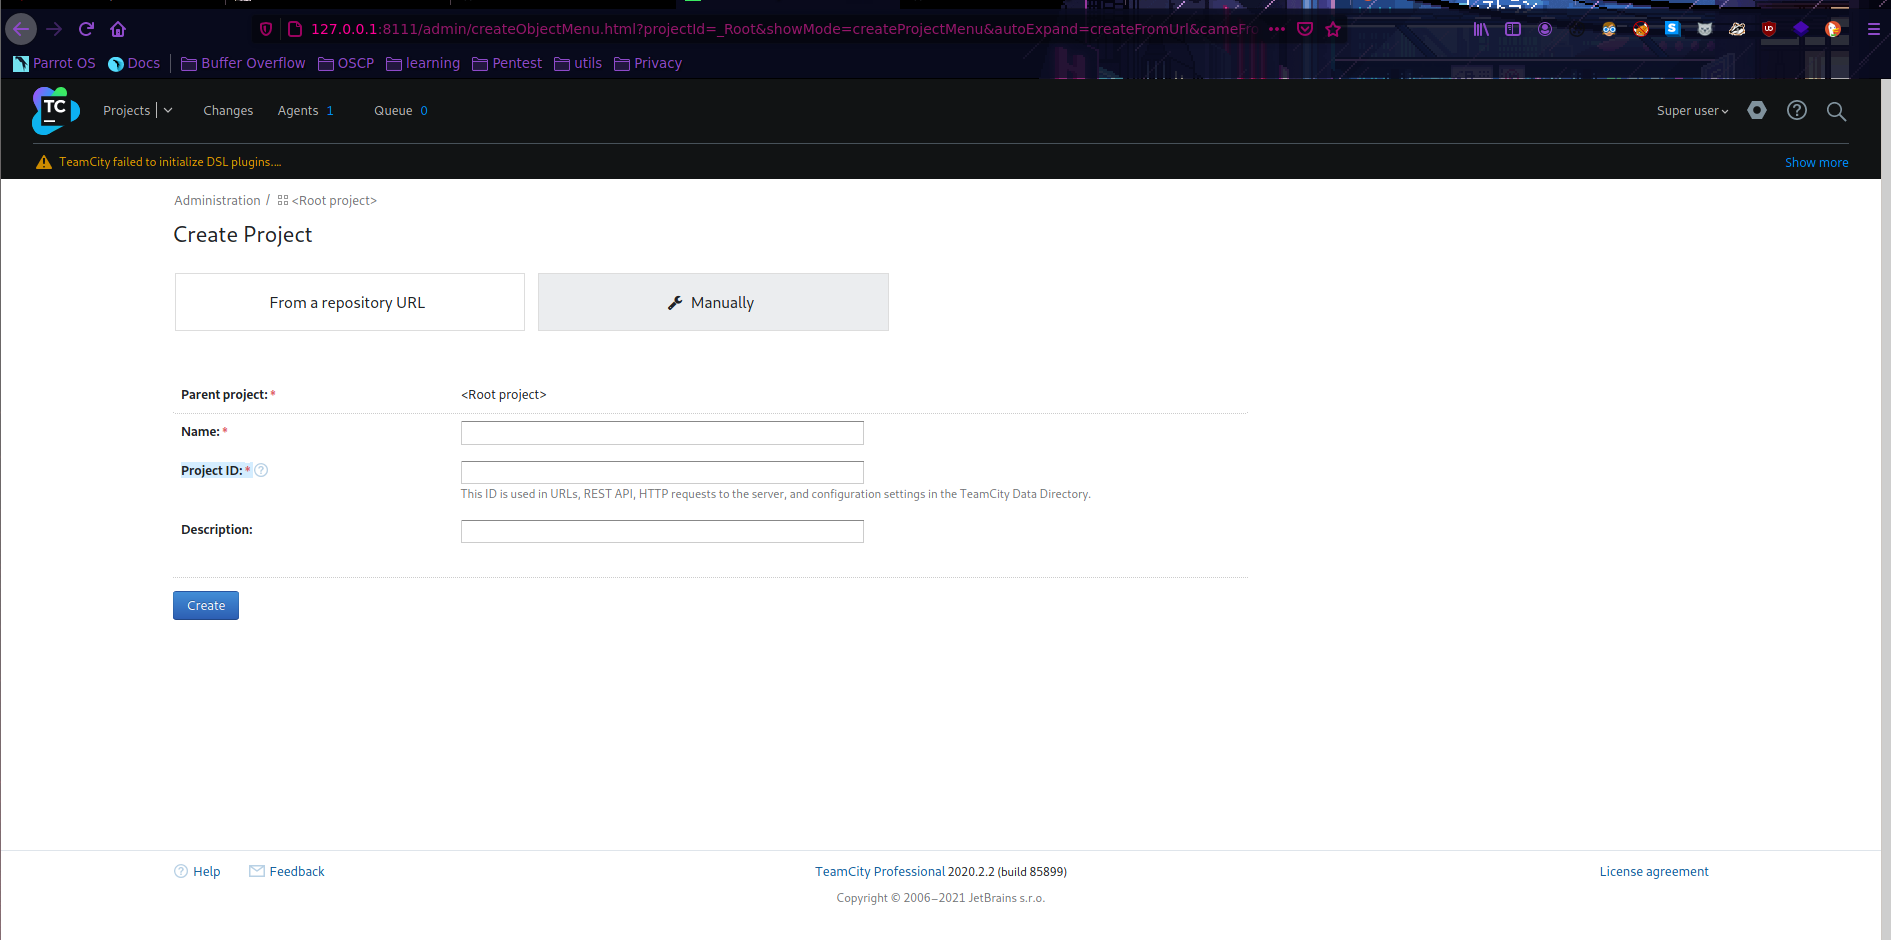 127.0.0.1:8111/admin/createObjectMenu.html?projectId=_Root&showMode=createProjectMenu&autoExpand=createFromUrl&cameFro
Parrot OS Docs Buffer Overflow OSCP learning Pentest utils Privacy
TC Projects Changes Agents 1 Queue 0 Super user
TeamCity failed to initialize DSL plugins.... Show more
Administration / <Root project>
Create Project
From a repository URL Manually
Parent project: * <Root project>
Name: *
Project ID: * ?
This ID is used in URLs, REST API, HTTP requests to the server, and configuration settings in the TeamCity Data Directory.
Description:
Create
Help Feedback TeamCity Professional 2020.2.2 (build 85899) License agreement
Copyright © 2006–2021 JetBrains s.r.o.